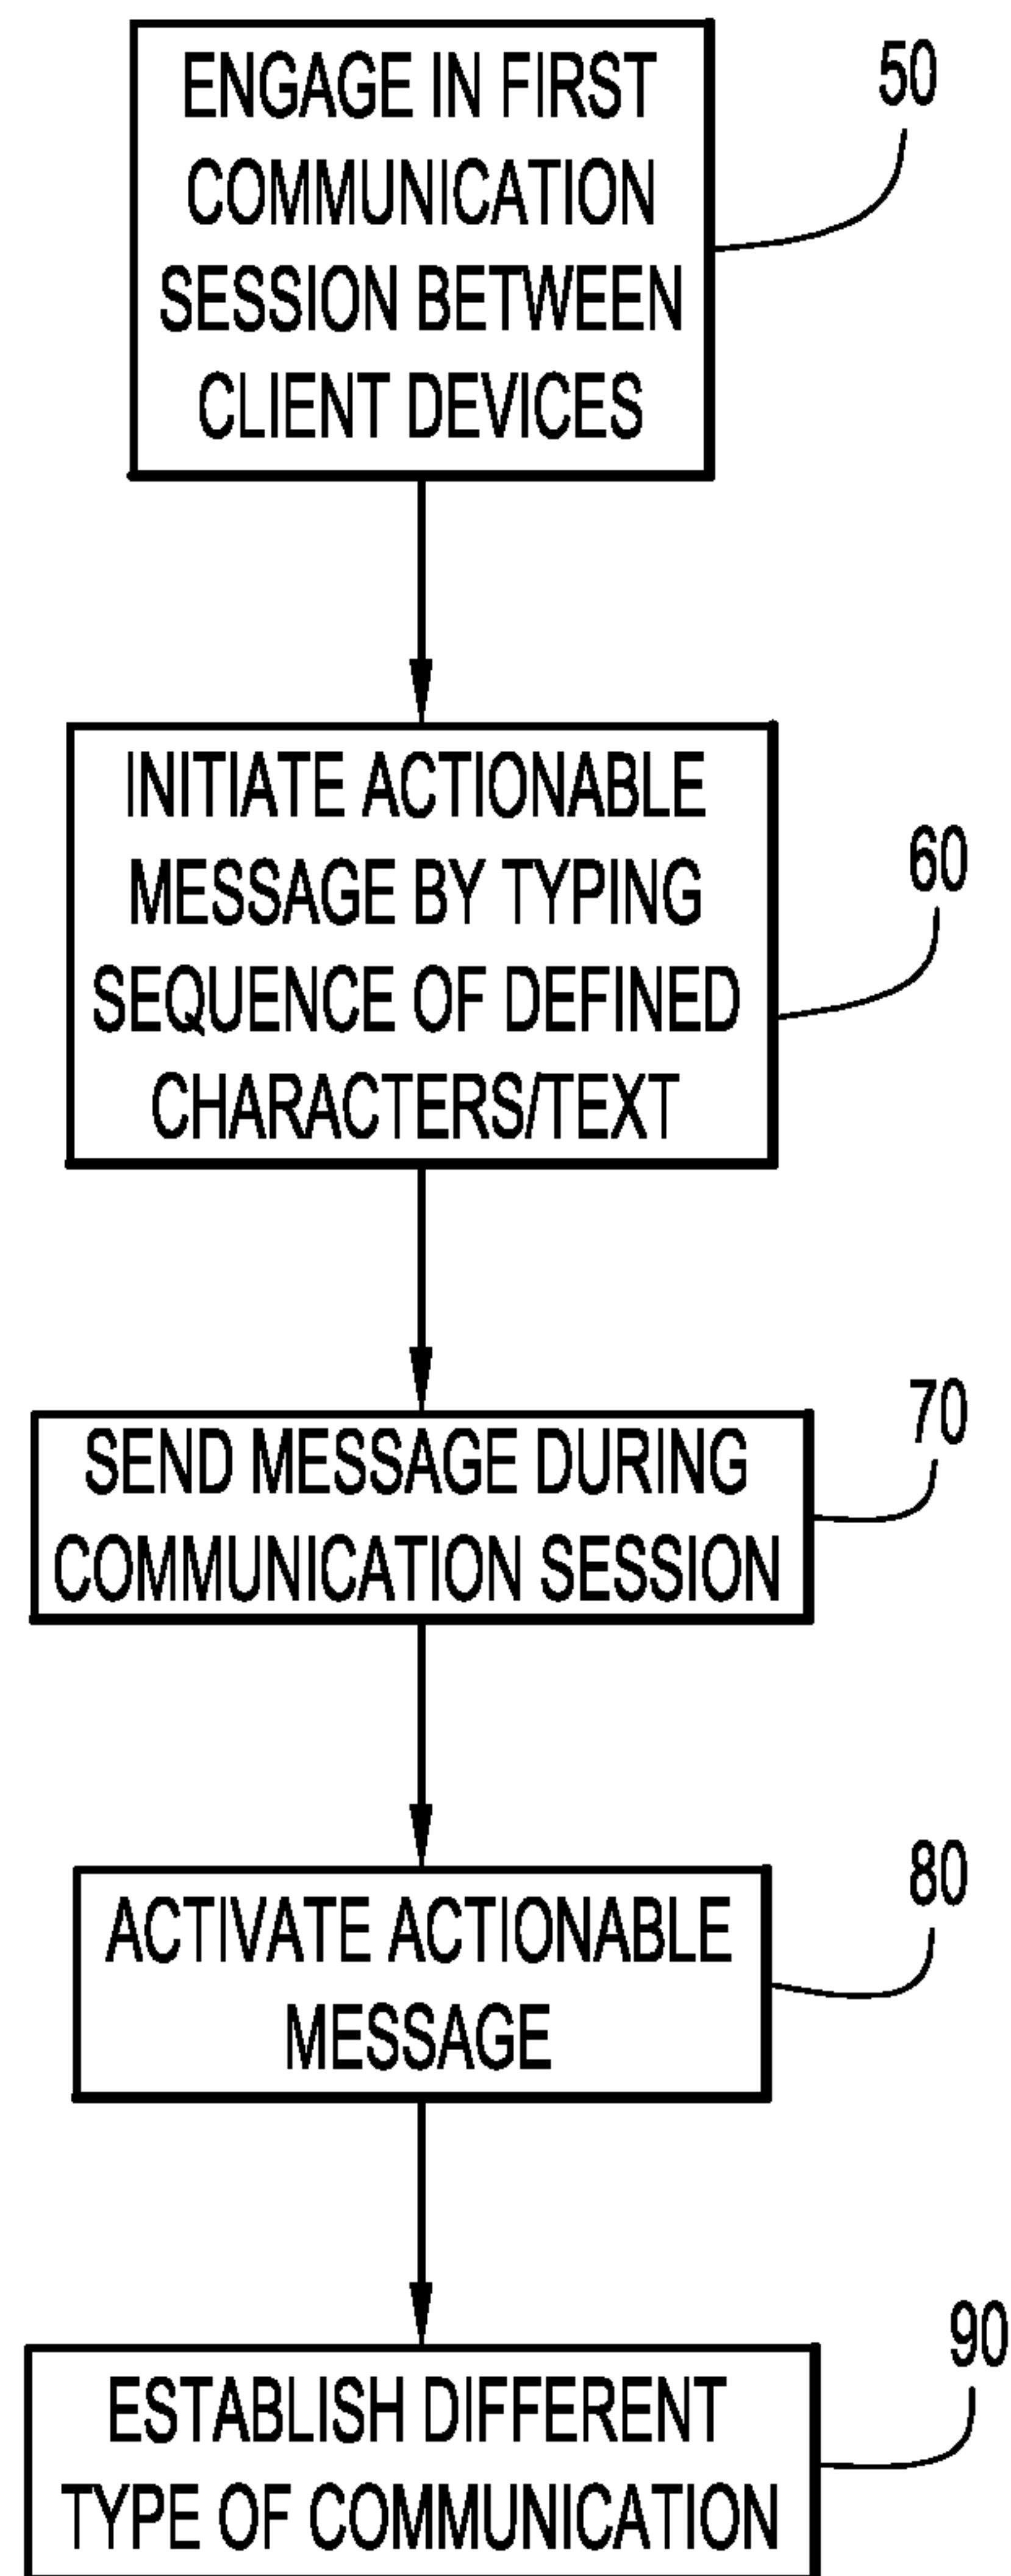 ENGAGE IN FIRST
COMMUNICATION
SESSION BETWEEN
CLIENT DEVICES
50
INITIATE ACTIONABLE
MESSAGE BY TYPING
SEQUENCE OF DEFINED
CHARACTERS/TEXT
60
SEND MESSAGE DURING
COMMUNICATION SESSION
70
ACTIVATE ACTIONABLE
MESSAGE
80
ESTABLISH DIFFERENT
TYPE OF COMMUNICATION
90